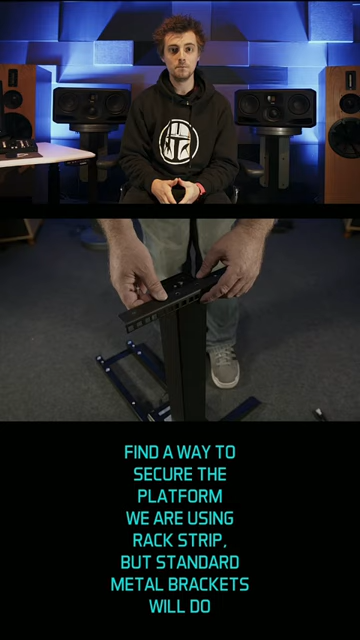 FIND A WAY TO
SECURE THE
PLATFORM
WE ARE USING
RACK STRIP,
BUT STANDARD
METAL BRACKETS
WILL DO